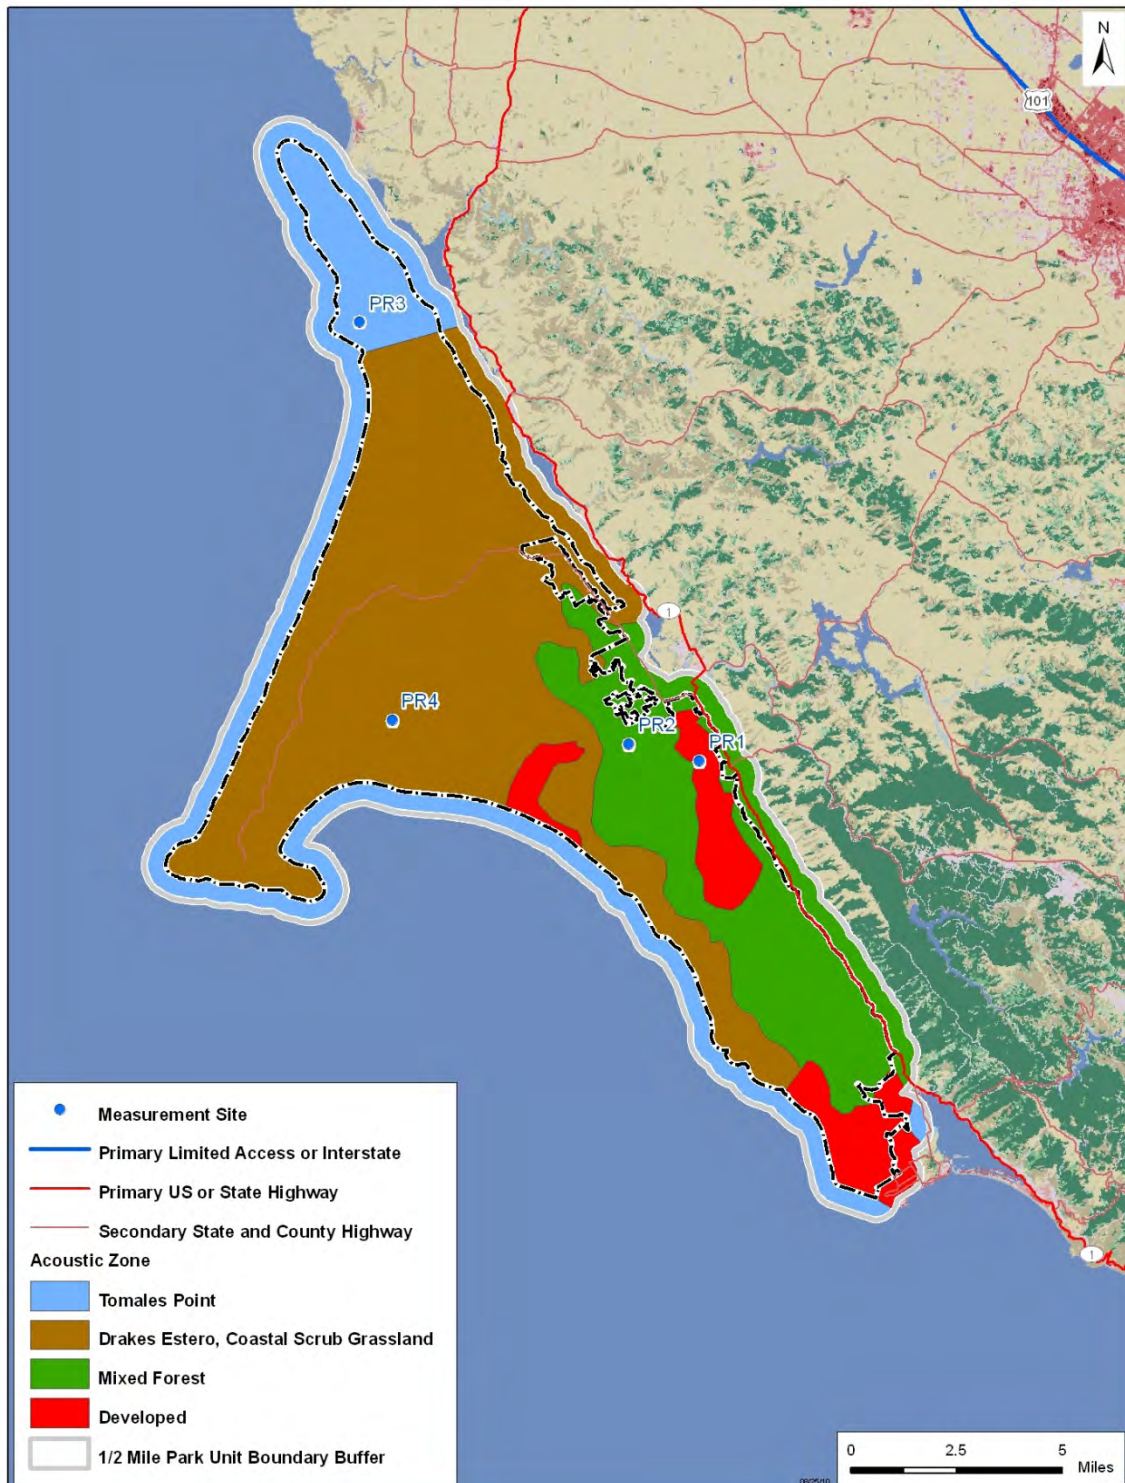 N
101
PR3
1
PR4
PR2
PR1
Measurement Site
Primary Limited Access or Interstate
Primary US or State Highway
Secondary State and County Highway
Acoustic Zone
Tomales Point
Drakes Estero, Coastal Scrub Grassland
Mixed Forest
Developed
1/2 Mile Park Unit Boundary Buffer
1
0 2.5 5
Miles